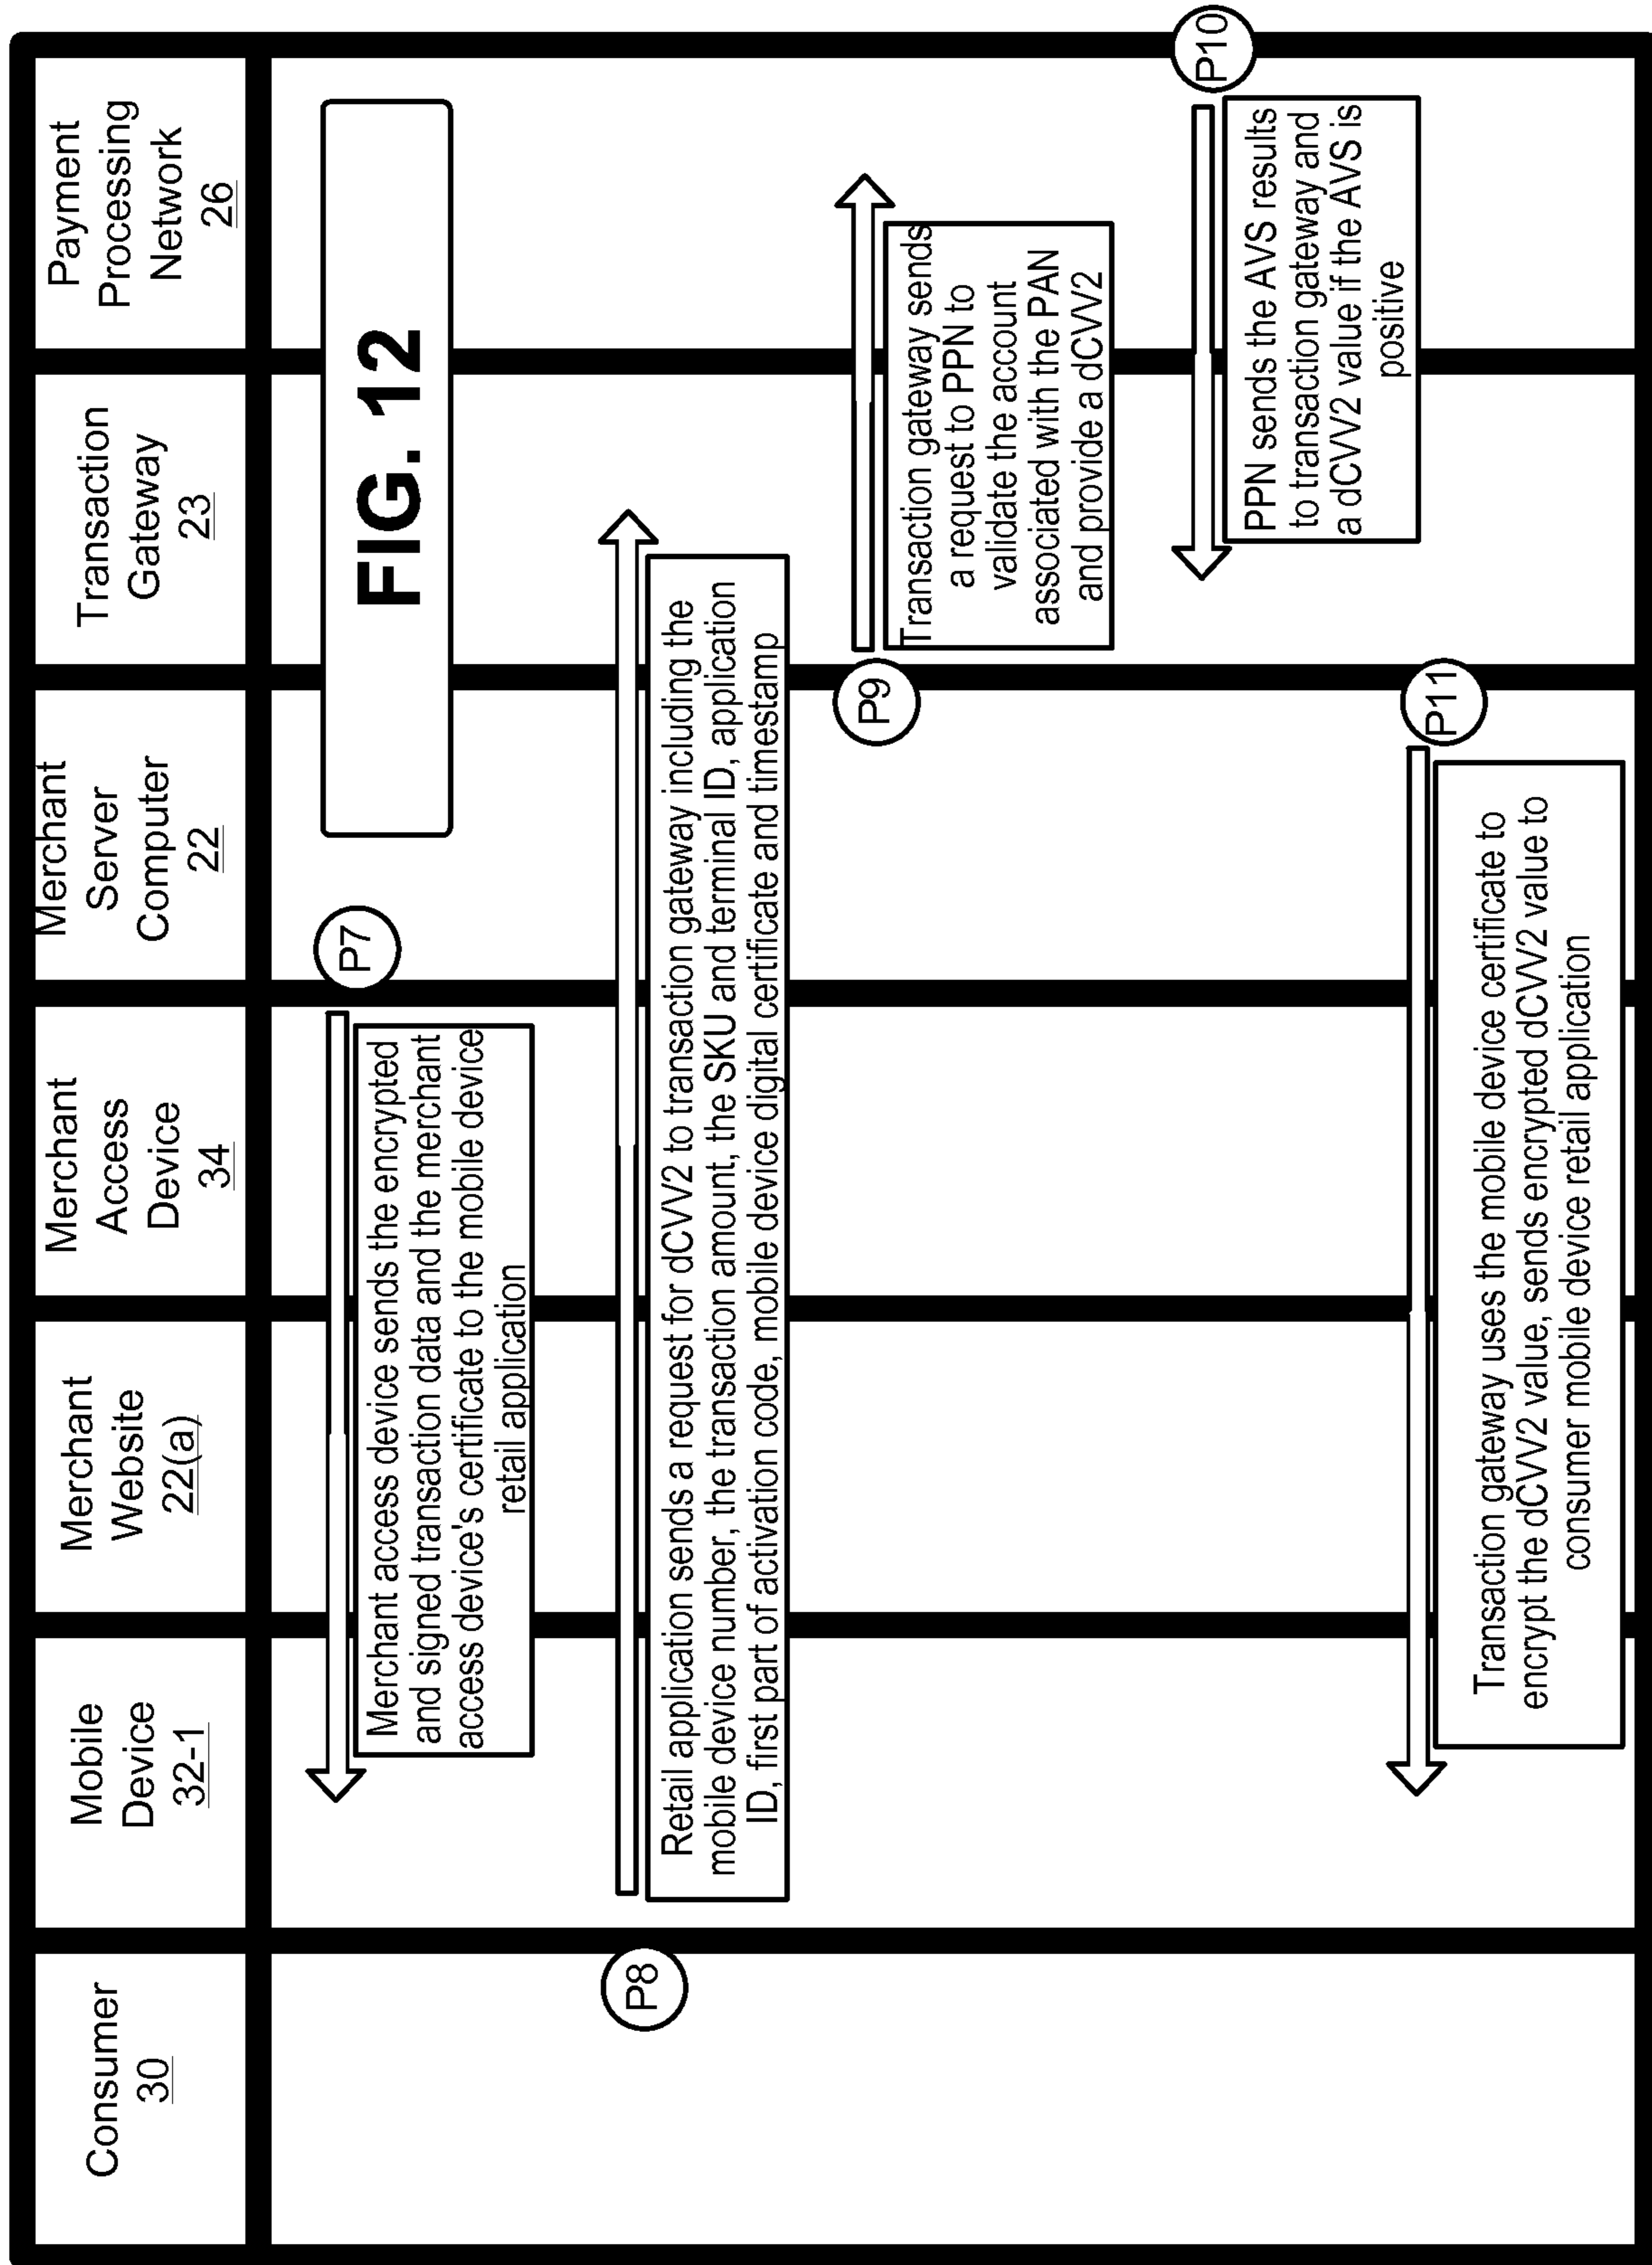 Consumer
30
Mobile
Device
32-1
Merchant
Website
22(a)
Merchant
Access
Device
34
Merchant
Server
Computer
22
Transaction
Gateway
23
Payment
Processing
Network
26
FIG. 12
P7
Merchant access device sends the encrypted
and signed transaction data and the merchant
access device's certificate to the mobile device
retail application
P8
Retail application sends a request for dCVV2 to transaction gateway including the
mobile device number, the transaction amount, the SKU and terminal ID, application
ID, first part of activation code, mobile device digital certificate and timestamp
P9
Transaction gateway sends
a request to PPN to
validate the account
associated with the PAN
and provide a dCVV2
P10
PPN sends the AVS results
to transaction gateway and
a dCVV2 value if the AVS is
positive
P11
Transaction gateway uses the mobile device certificate to
encrypt the dCVV2 value, sends encrypted dCVV2 value to
consumer mobile device retail application